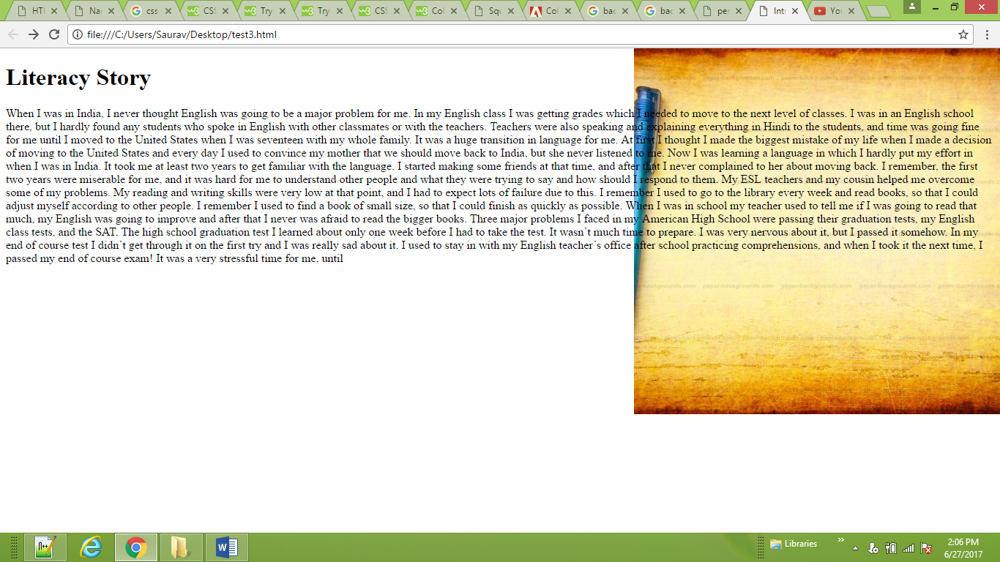 HTI
Nar
css
CSS
Try
Try
CSS
Col
Squ
Col
bac
bac
per
Intr
You
file:///C:/Users/Saurav/Desktop/test3.html
Literacy Story
When I was in India, I never thought English was going to be a major problem for me. In my English class I was getting grades which I needed to move to the next level of classes. I was in an English school
there, but I hardly found any students who spoke in English with other classmates or with the teachers. Teachers were also speaking and explaining everything in Hindi to the students, and time was going fine
for me until I moved to the United States when I was seventeen with my whole family. It was a huge transition in language for me. At first I thought I made the biggest mistake of my life when I made a decision
of moving to the United States and every day I used to convince my mother that we should move back to India, but she never listened to me. Now I was learning a language in which I hardly put my effort in
when I was in India. It took me at least two years to get familiar with the language. I started making some friends at that time, and after that I never complained to her about moving back. I remember, the first
two years were miserable for me, and it was hard for me to understand other people and what they were trying to say and how should I respond to them. My ESL teachers and my cousin helped me overcome
some of my problems. My reading and writing skills were very low at that point, and I had to expect lots of failure due to this. I remember I used to go to the library every week and read books, so that I could
adjust myself according to other people. I remember I used to find a book of small size, so that I could finish as quickly as possible. When I was in school my teacher used to tell me if I was going to read that
much, my English was going to improve and after that I never was afraid to read the bigger books. Three major problems I faced in my American High School were passing their graduation tests, my English
class tests, and the SAT. The high school graduation test I learned about only one week before I had to take the test. It wasn’t much time to prepare. I was very nervous about it, but I passed it somehow. In my
end of course test I didn’t get through it on the first try and I was really sad about it. I used to stay in with my English teacher’s office after school practicing comprehensions, and when I took it the next time, I
passed my end of course exam! It was a very stressful time for me, until
paper-backgrounds.com paper-backgrounds.com paper-backgrounds.com
Libraries
2:06 PM
6/27/2017